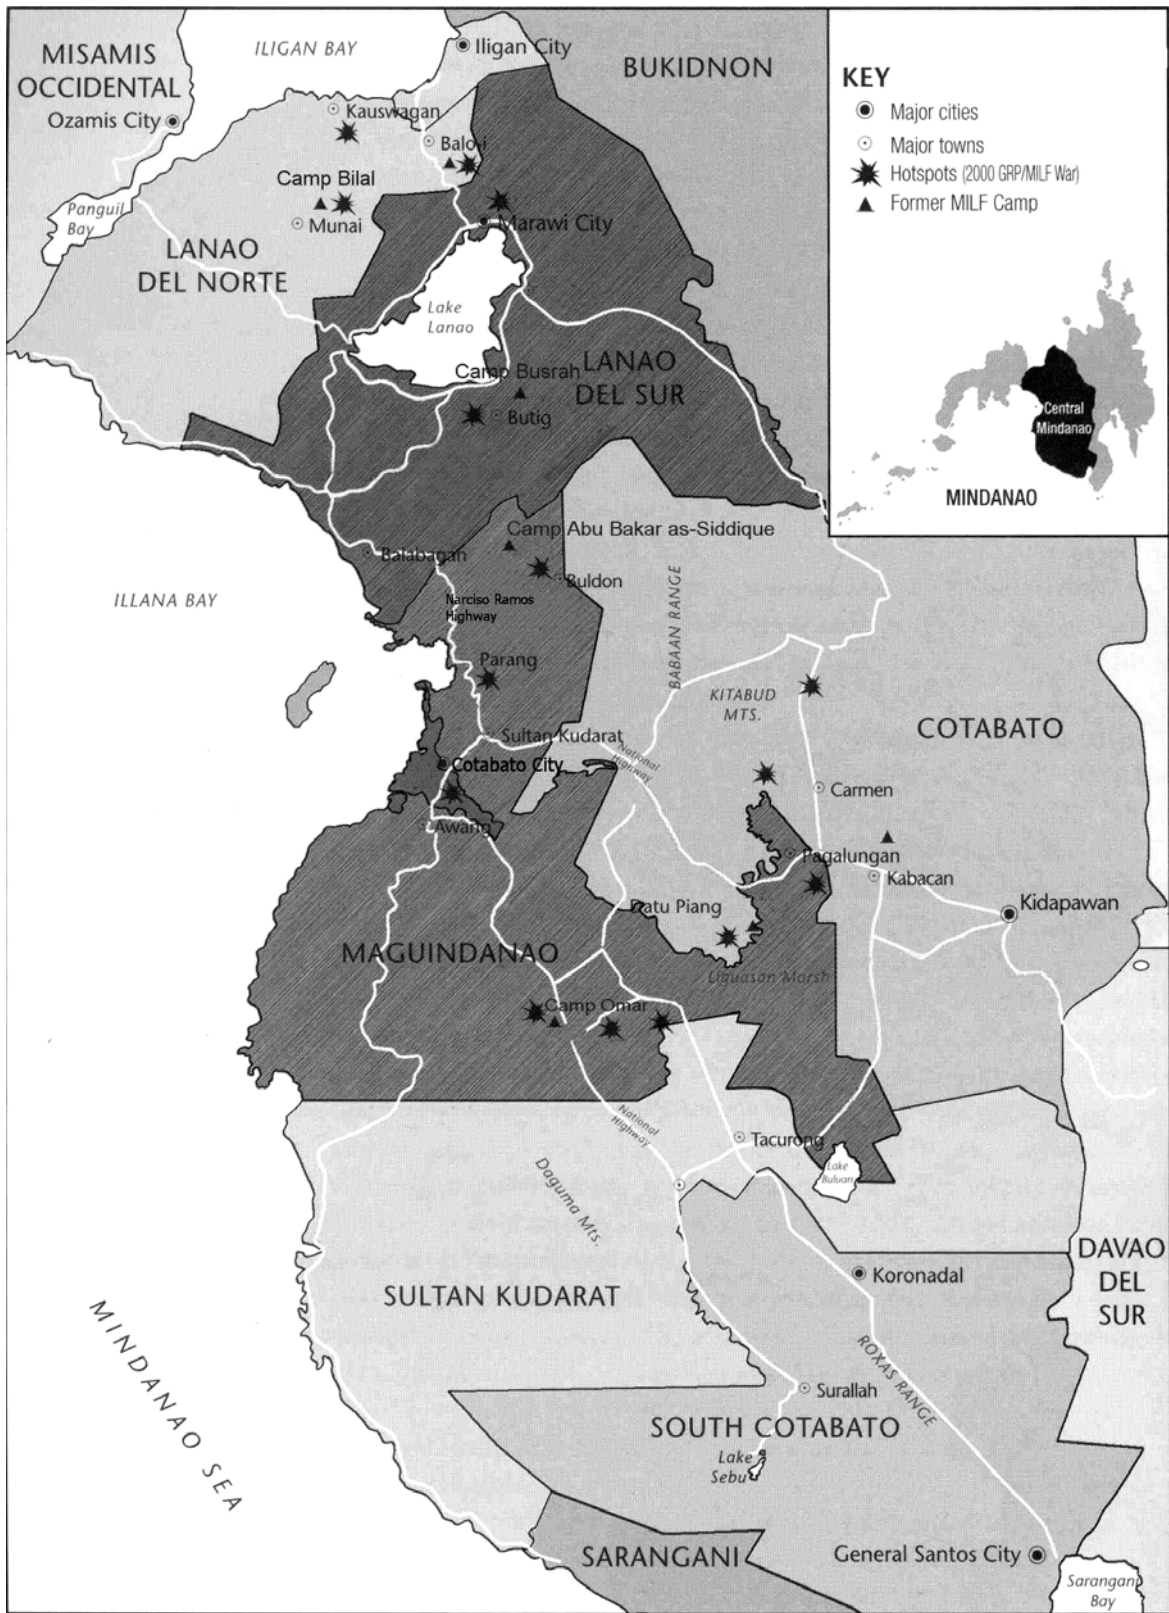 MISAMIS
OCCIDENTAL
Ozamis City
ILIGAN BAY
Iligan City
BUKIDNON
KEY
Major cities
Major towns
Hotspots (2000 GRP/MILF War)
Former MILF Camp
Central
Mindanao
MINDANAO
Kauswagan
Balo-i
Camp Bilal
Munai
Marawi City
Panguil
Bay
LANAO
DEL NORTE
Lake
Lanao
LANAO
DEL SUR
Camp Busrah
Butig
Camp Abu Bakar as-Siddique
Balabagan
Buldon
ILLANA BAY
Narciso Ramos
Highway
BABAAN RANGE
Parang
KITABUD
MTS.
COTABATO
Sultan Kudarat
National
Highway
Cotabato City
Carmen
Awang
Pagalungan
Kabacan
Kidapawan
Datu Piang
MAGUINDANAO
Liguasan Marsh
Camp Omar
National
Highway
Tacurong
Lake
Buluan
Daguma Mts.
DAVAO
DEL
SUR
Koronadal
SULTAN KUDARAT
MINDANAO SEA
ROXAS RANGE
Surallah
SOUTH COTABATO
Lake
Sebu
SARANGANI
General Santos City
Sarangani
Bay